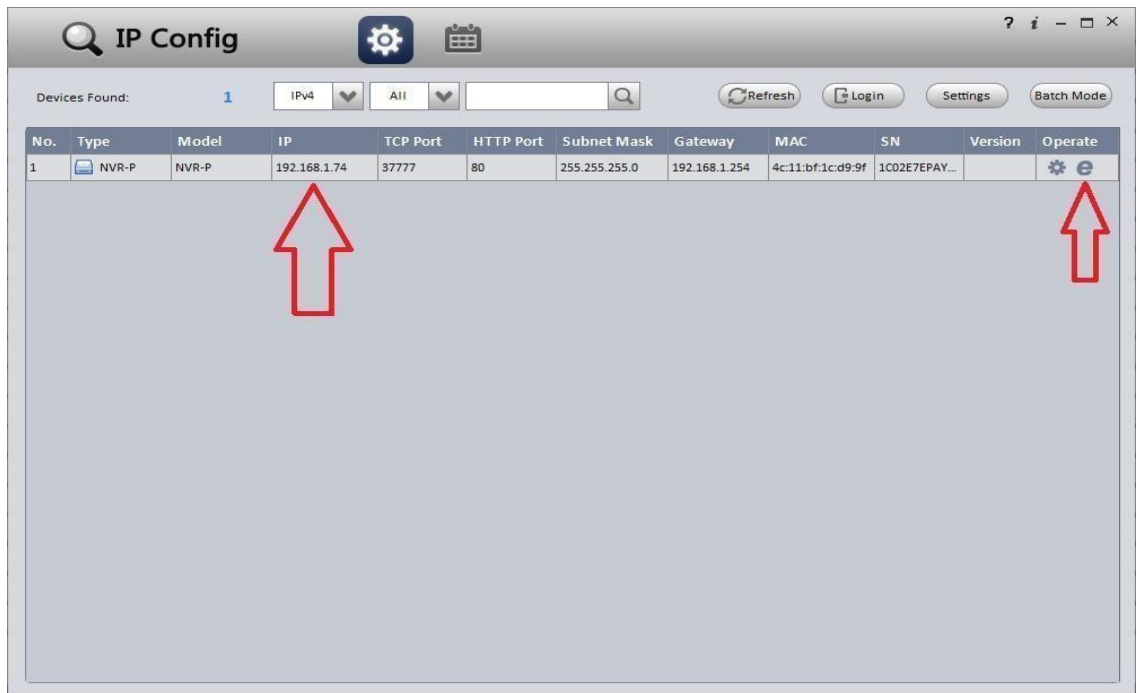 IP Config
? i
Devices Found: 1 IPv4 All Refresh Login Settings Batch Mode
No. Type Model IP TCP Port HTTP Port Subnet Mask Gateway MAC SN Version Operate
1 NVR-P NVR-P 192.168.1.74 37777 80 255.255.255.0 192.168.1.254 4c:11:bf:1c:d9:9f 1C02E7EPAY... e